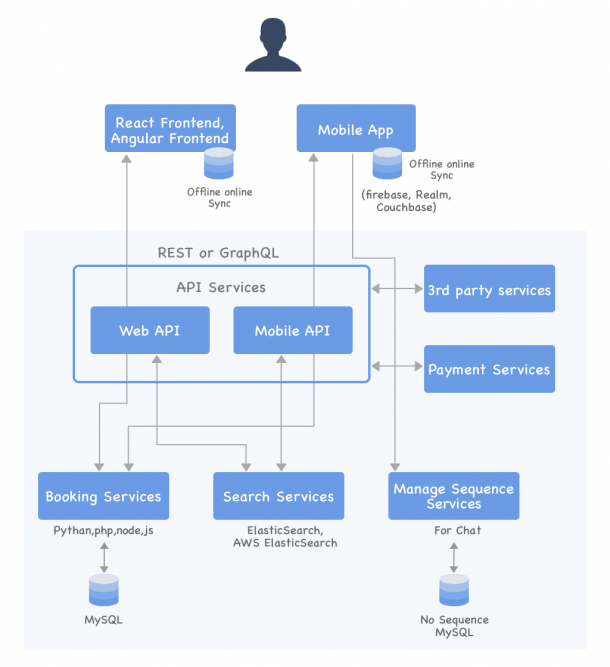 React Frontend,
Angular Frontend
Offline online
Sync
Mobile App
Offline online
Sync
(firebase, Realm,
Couchbase)
REST or GraphQL
API Services
Web API
Mobile API
3rd party services
Payment Services
Booking Services
Pythan,php,node,js
MySQL
Search Services
ElasticSearch,
AWS ElasticSearch
Manage Sequence
Services
For Chat
No Sequence
MySQL